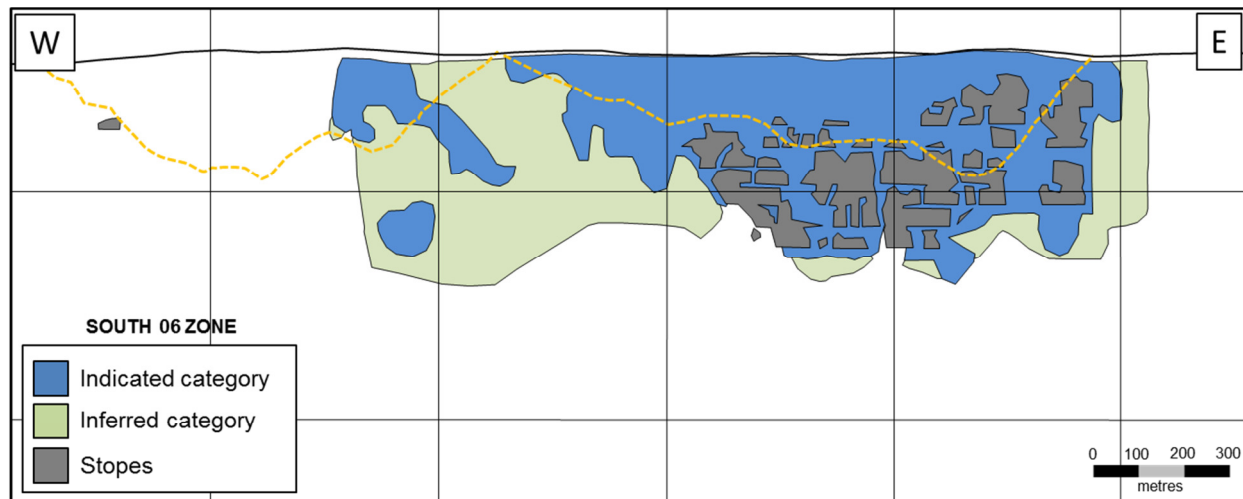 W
E
SOUTH 06 ZONE
Indicated category
Inferred category
Stopes
0 100 200 300
metres